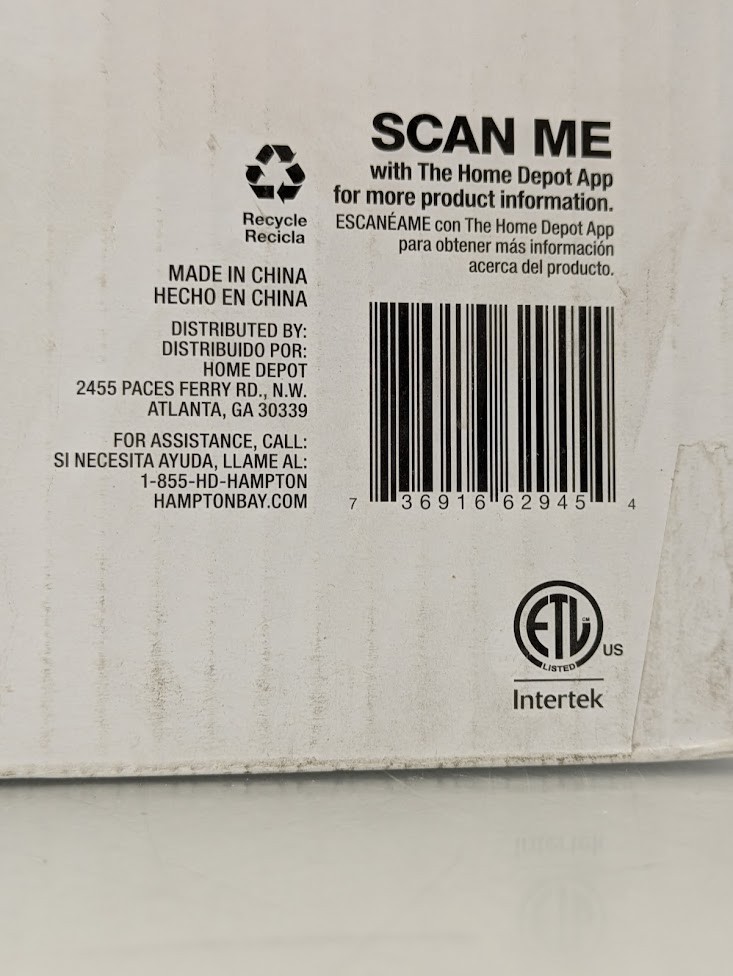 SCAN ME
with The Home Depot App
for more product information.
ESCANÉAME con The Home Depot App
para obtener más información
acerca del producto.
Recycle
Recicla
MADE IN CHINA
HECHO EN CHINA
DISTRIBUTED BY:
DISTRIBUIDO POR:
HOME DEPOT
2455 PACES FERRY RD., N.W.
ATLANTA, GA 30339
FOR ASSISTANCE, CALL:
SI NECESITA AYUDA, LLAME AL:
1-855-HD-HAMPTON
HAMPTONBAY.COM
7 36916 62945 4
ETL CM
LISTED
US
Intertek